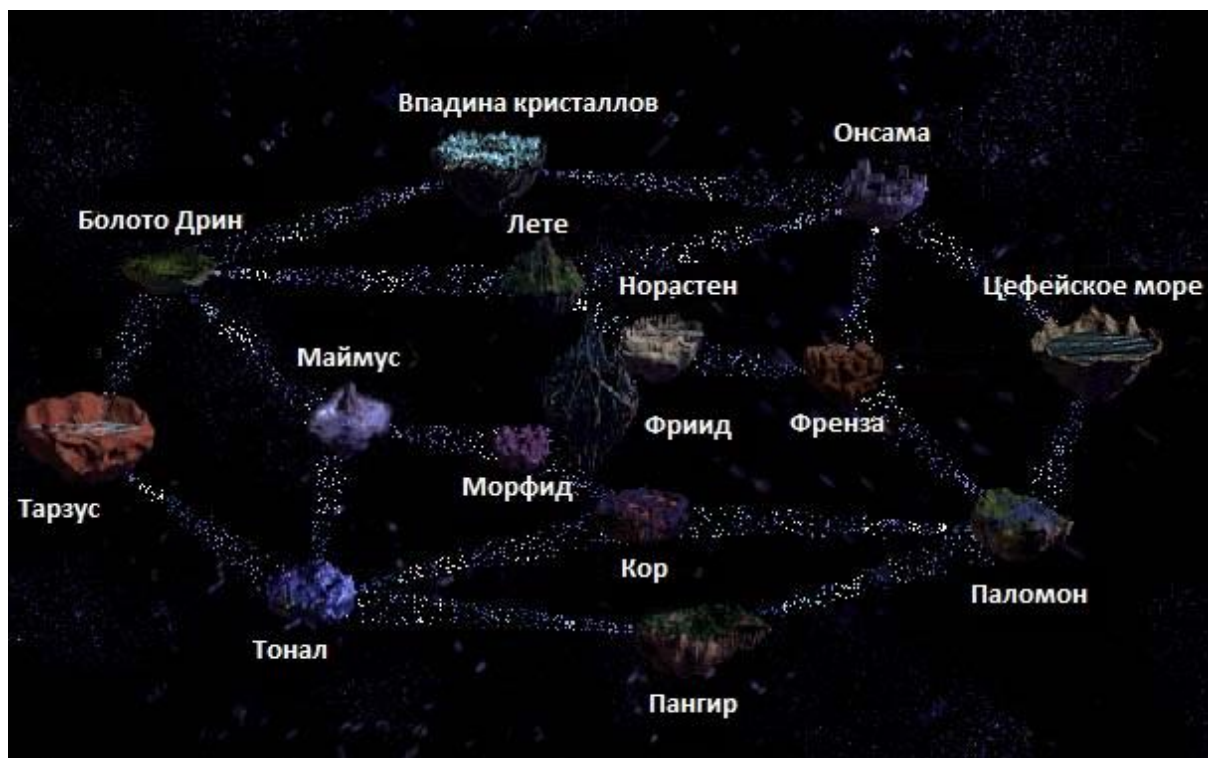 Впадина кристаллов
Онсама
Болото Дрин
Лете
Норастен
Цефейское море
Маймус
Фриид
Френза
Морфид
Тарзус
Кор
Паломон
Тонал
Пангир